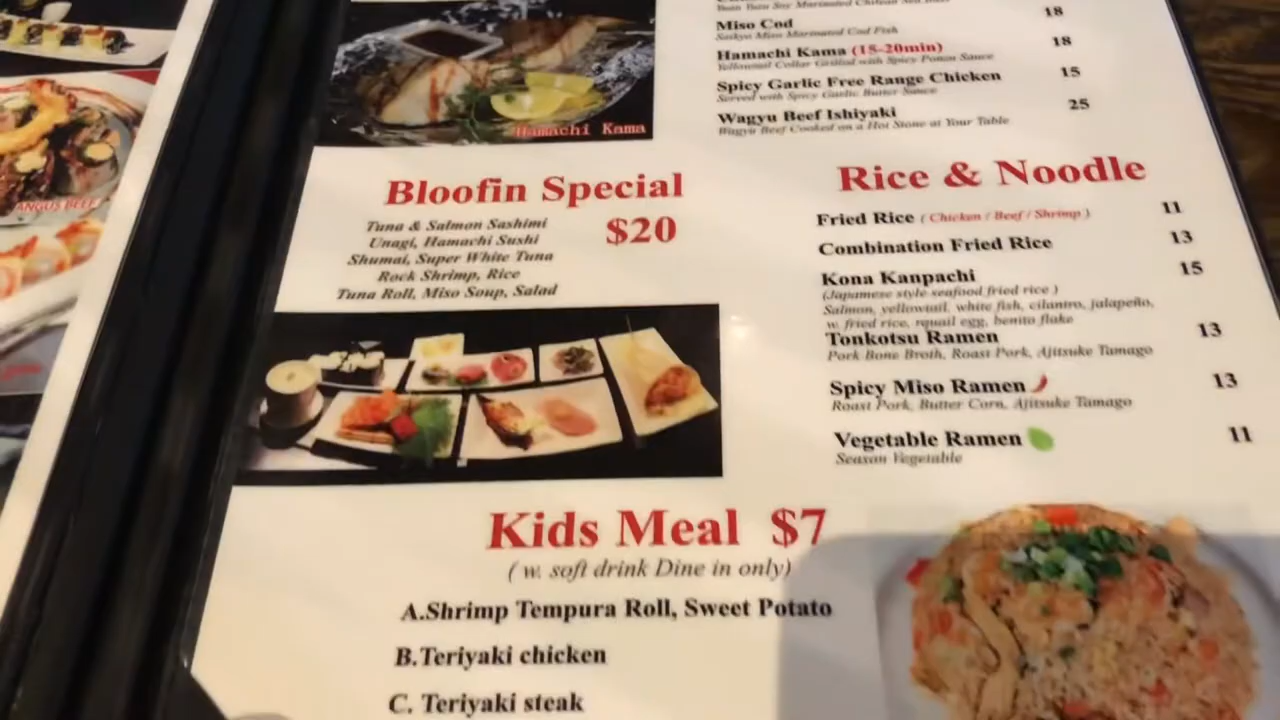 Miso Cod 18
Saikyo Miso Marinated Cod Fish
Hamachi Kama (15-20min) 18
Yellowtail Collar Grilled with Spicy Ponzu Sauce
Spicy Garlic Free Range Chicken 15
Served with Spicy Garlic Butter Sauce
Wagyu Beef Ishiyaki 25
Wagyu Beef Cooked on a Hot Stone at Your Table
Hamachi Kama
ANGUS BEEF
Bloofin Special
$20
Tuna & Salmon Sashimi
Unagi, Hamachi Sushi
Shumai, Super White Tuna
Rock Shrimp, Rice
Tuna Roll, Miso Soup, Salad
Rice & Noodle
Fried Rice ( Chicken / Beef / Shrimp ) 11
Combination Fried Rice 13
Kona Kanpachi 15
(Japanese style seafood fried rice )
Salmon, yellowtail, white fish, cilantro, jalapeño,
w. fried rice, rquail egg, benito flake
Tonkotsu Ramen 13
Pork Bone Broth, Roast Pork, Ajitsuke Tamago
Spicy Miso Ramen 13
Roast Pork, Butter Corn, Ajitsuke Tamago
Vegetable Ramen 11
Season Vegetable
Kids Meal $7
( w. soft drink Dine in only)
A.Shrimp Tempura Roll, Sweet Potato
B.Teriyaki chicken
C. Teriyaki steak